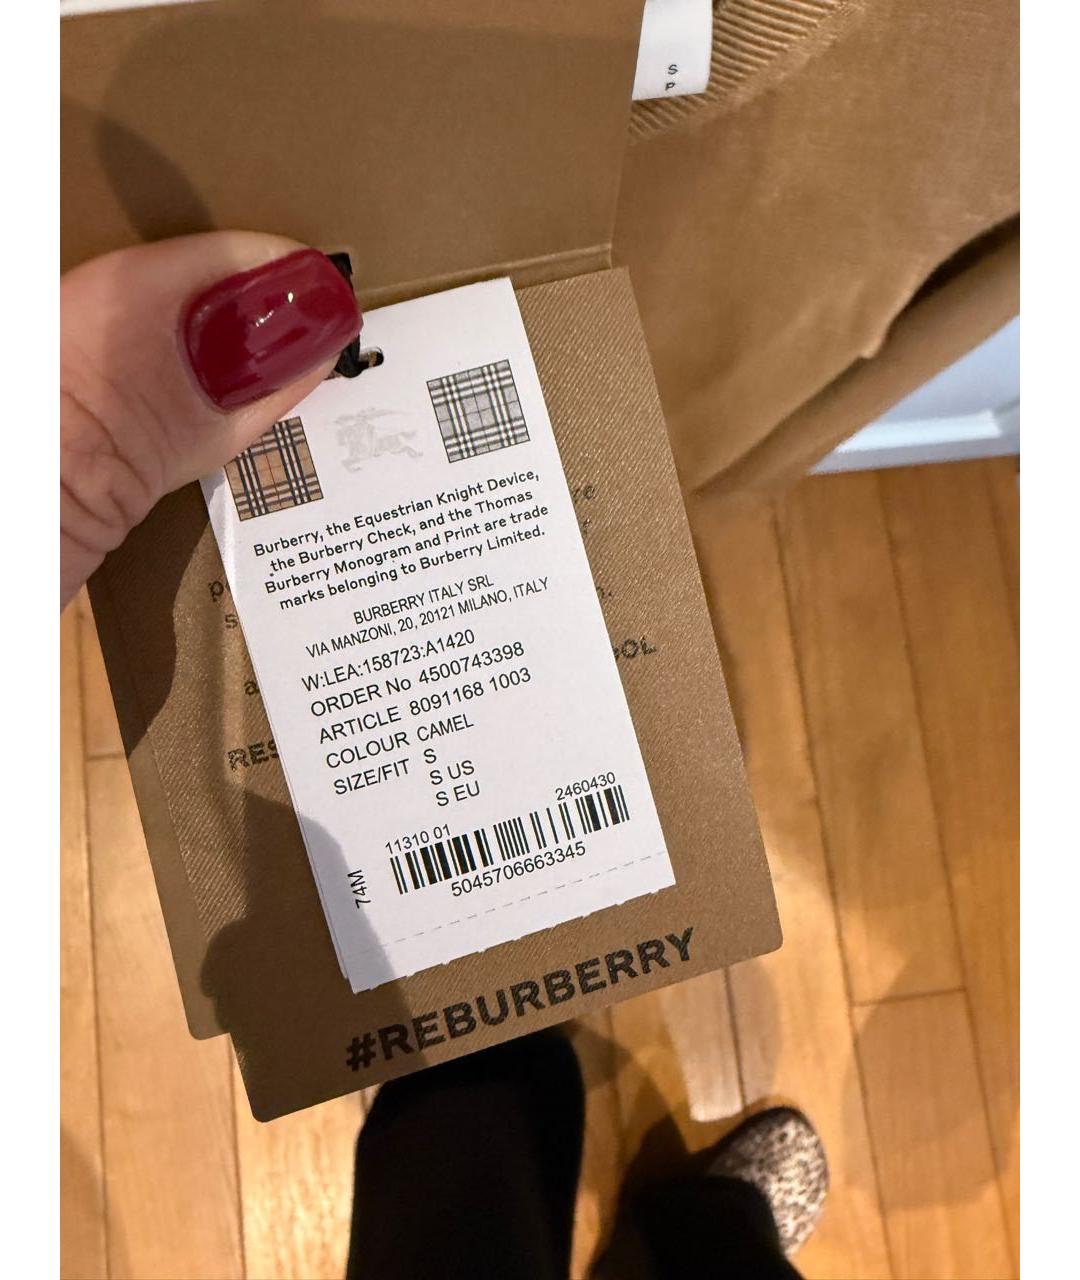 S
P
Burberry, the Equestrian Knight Device,
the Burberry Check, and the Thomas
Burberry Monogram and Print are trade
marks belonging to Burberry Limited.
BURBERRY ITALY SRL
VIA MANZONI, 20, 20121 MILANO, ITALY
W:LEA:158723:A1420
ORDER No 4500743398
ARTICLE 8091168 1003
COLOUR CAMEL
SIZE/FIT S
S US
S EU
11310 01 2460430
74M
5045706663345
#REBURBERRY